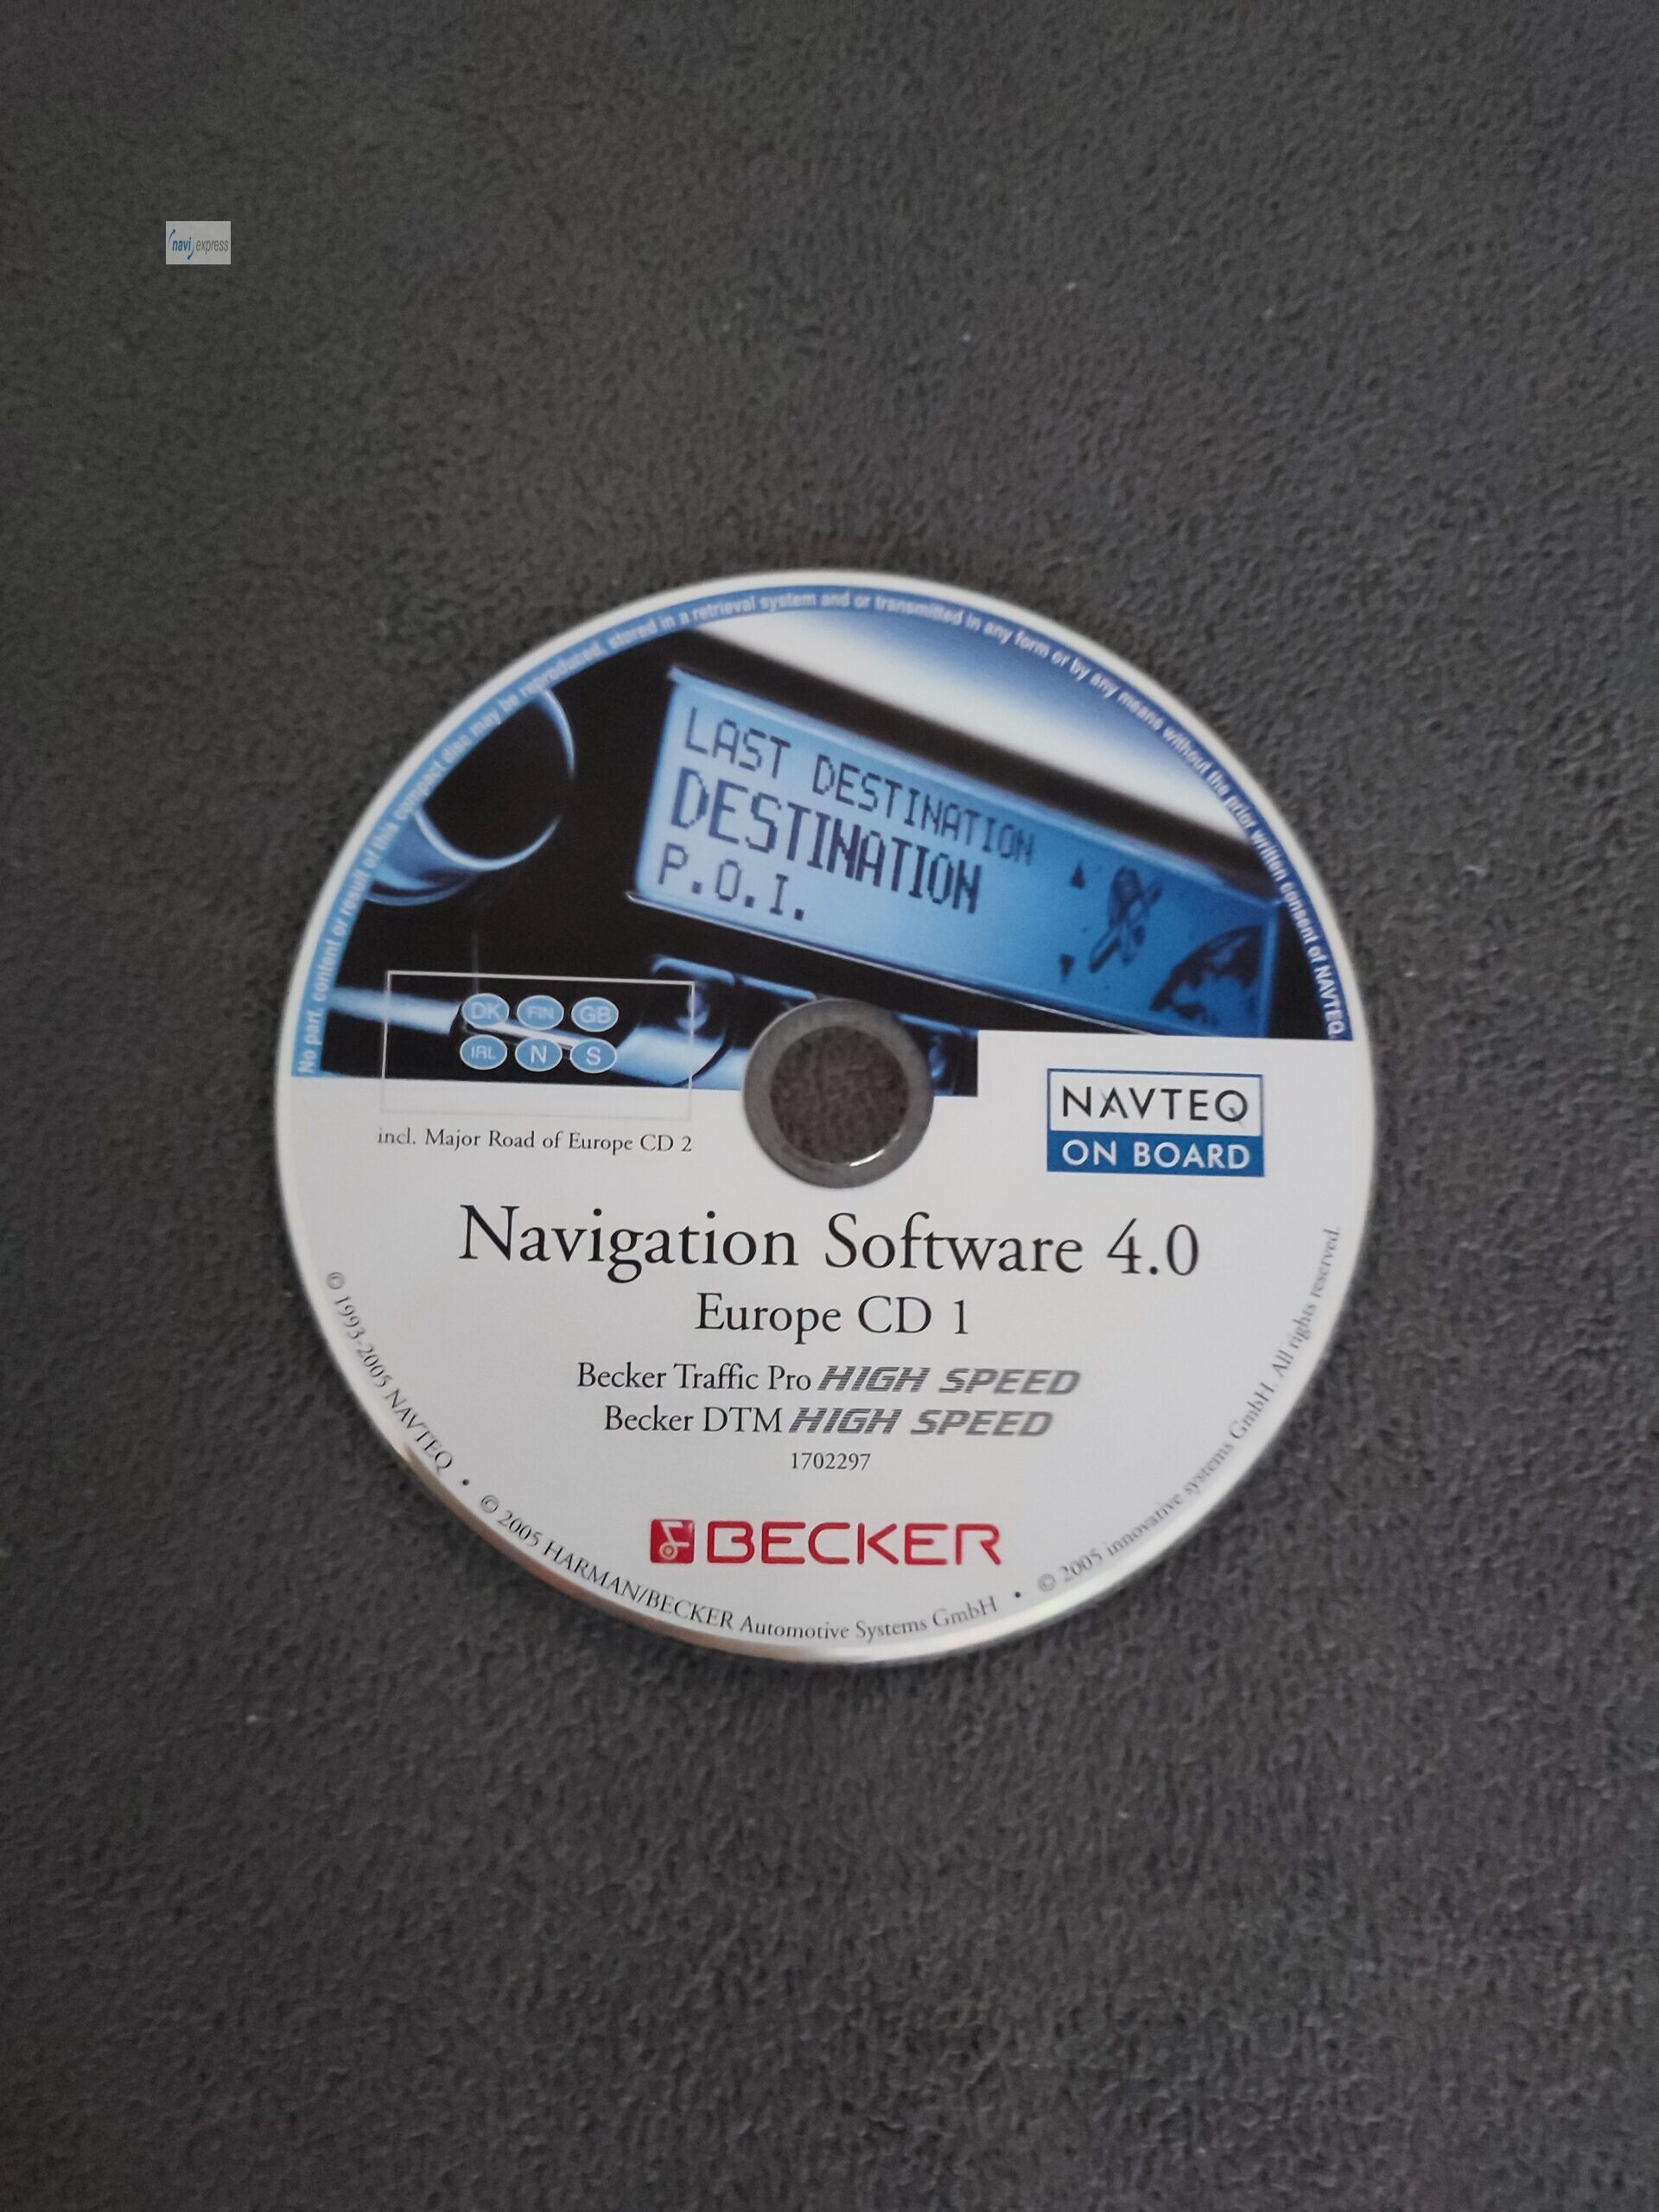 navi express
No part, content or result of this compact disc may be reproduced, stored in a retrieval system and or transmitted in any form or by any means without the prior written consent of NAVTEQ.
LAST DESTINATION
DESTINATION
P.O.I.
DK FIN GB
IRL N S
incl. Major Road of Europe CD 2
NAVTEQ
ON BOARD
Navigation Software 4.0
Europe CD 1
Becker Traffic Pro HIGH SPEED
Becker DTM HIGH SPEED
1702297
BECKER
© 1993-2005 NAVTEQ • © 2005 HARMAN/BECKER Automotive Systems GmbH • © 2005 innovative systems GmbH. All rights reserved.